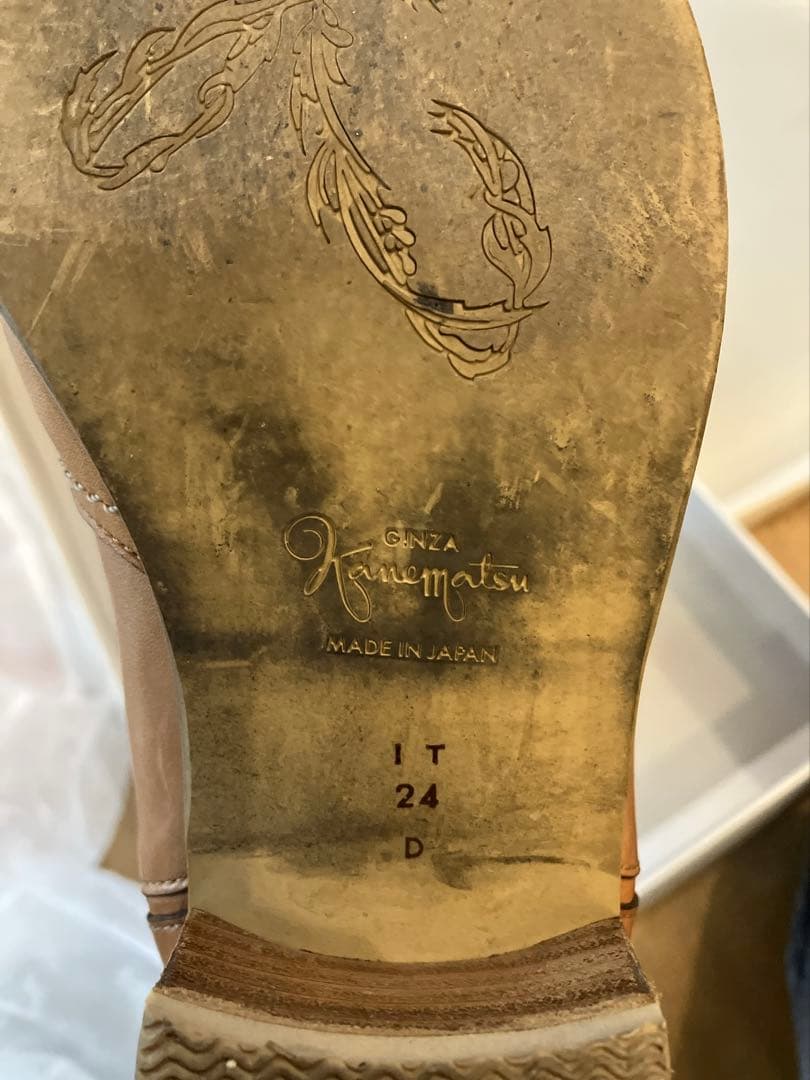 GINZA
Kanematsu
MADE IN JAPAN
I T
24
D